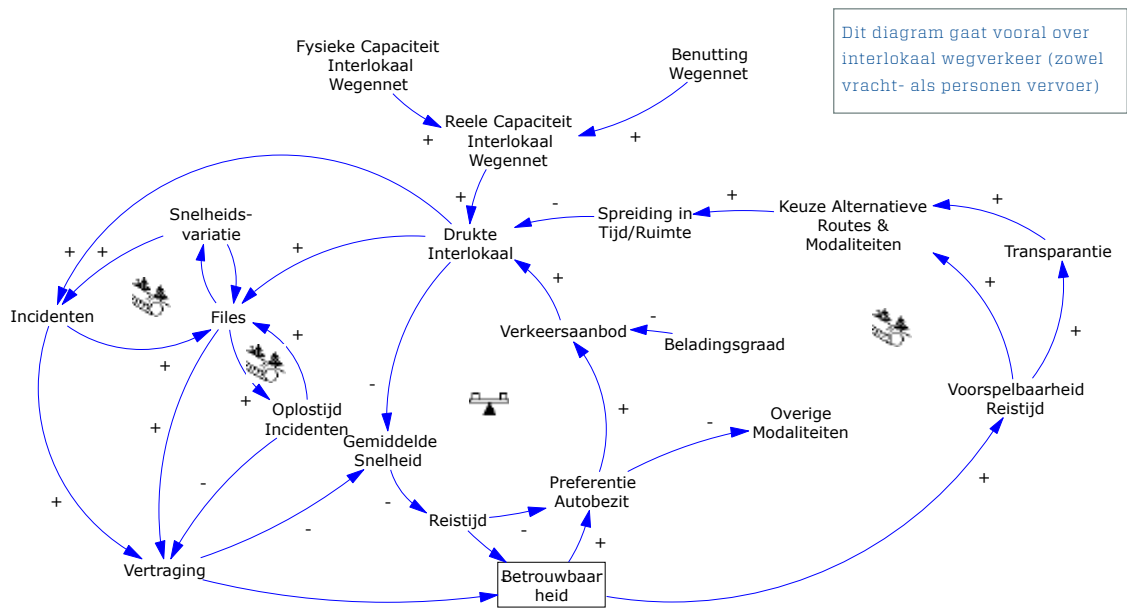 Dit diagram gaat vooral over
interlokaal wegverkeer (zowel
vracht- als personen vervoer)
Fysieke Capaciteit
Interlokaal
Wegennet
Benutting
Wegennet
+
Reele Capaciteit
Interlokaal
Wegennet
+
+
Snelheids-
variatie
+
+
+
Drukte
Interlokaal
-
Spreiding in
Tijd/Ruimte
+
Keuze Alternatieve
Routes &
Modaliteiten
+
Transparantie
Incidenten
Files
+
+
+
Verkeersaanbod
-
Beladingsgraad
+
+
Voorspelbaarheid
Reistijd
+
+
Oplostijd
Incidenten
-
+
+
Gemiddelde
Snelheid
-
Overige
Modaliteiten
-
Preferentie
Autobezit
+
+
-
-
Reistijd
-
-
+
Vertraging
-
Betrouwbaar
heid